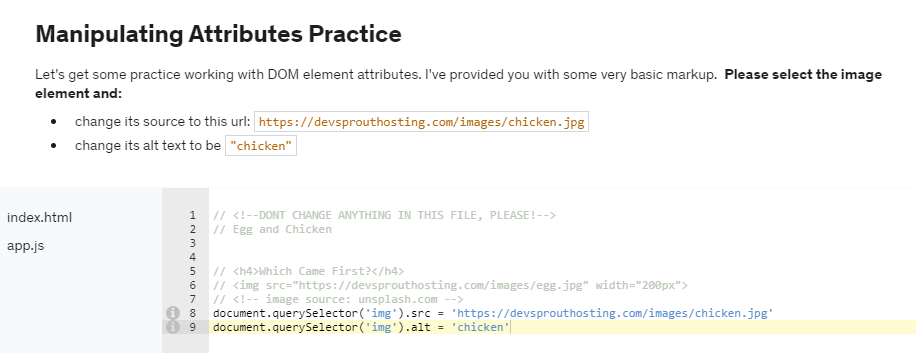 Manipulating Attributes Practice
Let's get some practice working with DOM element attributes. I've provided you with some very basic markup.  Please select the image
element and:
• change its source to this url: https://devsprouthosting.com/images/chicken.jpg
• change its alt text to be "chicken"
index.html
app.js
1 // <!--DONT CHANGE ANYTHING IN THIS FILE, PLEASE!-->
2 // Egg and Chicken
3
4
5 // <h4>Which Came First?</h4>
6 // <img src="https://devsprouthosting.com/images/egg.jpg" width="200px">
7 // <!-- image source: unsplash.com -->
8 document.querySelector('img').src = 'https://devsprouthosting.com/images/chicken.jpg'
9 document.querySelector('img').alt = 'chicken'